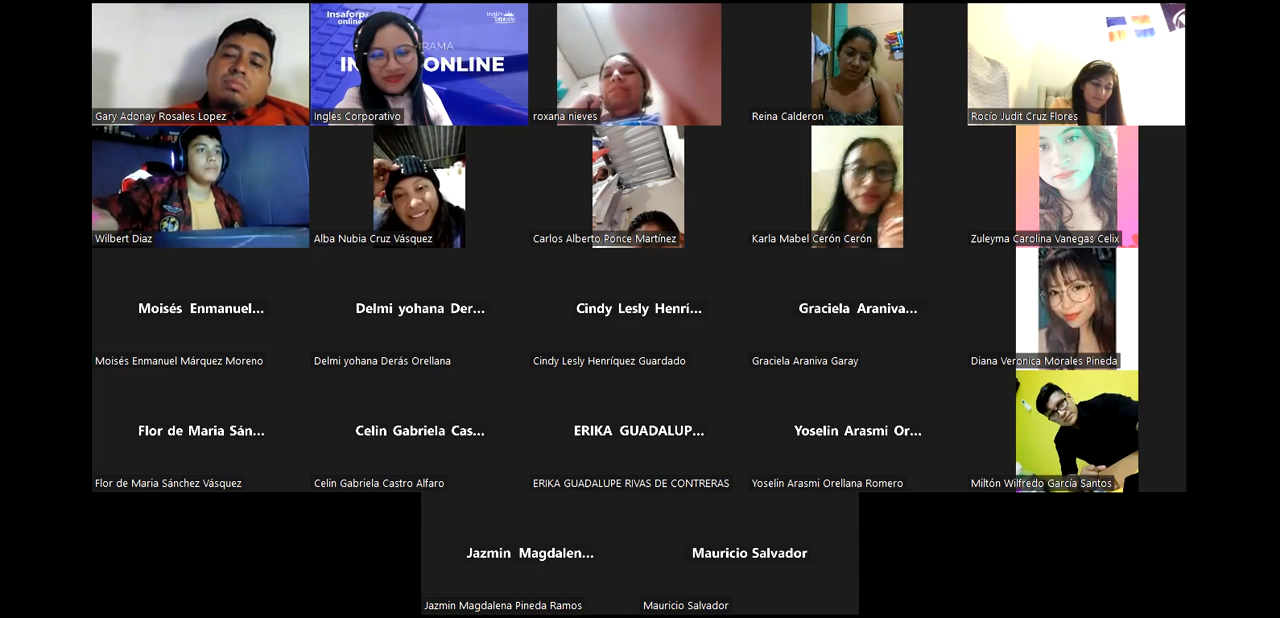 Insaforp
online
Inglés
RAMA
ONLINE
Gary Adonay Rosales Lopez
Inglés Corporativo
roxana nieves
Reina Calderon
Rocío Judit Cruz Flores
Wilbert Diaz
Alba Nubia Cruz Vásquez
Carlos Alberto Ponce Martínez
Karla Mabel Cerón Cerón
Zuleyma Carolina Vanegas Celix
Moisés Enmanuel...
Delmi yohana Der...
Cindy Lesly Henrí...
Graciela Araniva...
Moisés Enmanuel Márquez Moreno
Delmi yohana Derás Orellana
Cindy Lesly Henríquez Guardado
Graciela Araniva Garay
Diana Veronica Morales Pineda
Flor de Maria Sán...
Celin Gabriela Cas...
ERIKA GUADALUP...
Yoselin Arasmi Or...
Flor de Maria Sánchez Vásquez
Celin Gabriela Castro Alfaro
ERIKA GUADALUPE RIVAS DE CONTRERAS
Yoselin Arasmi Orellana Romero
Miltón Wilfredo García Santos
Jazmin Magdalen...
Mauricio Salvador
Jazmin Magdalena Pineda Ramos
Mauricio Salvador